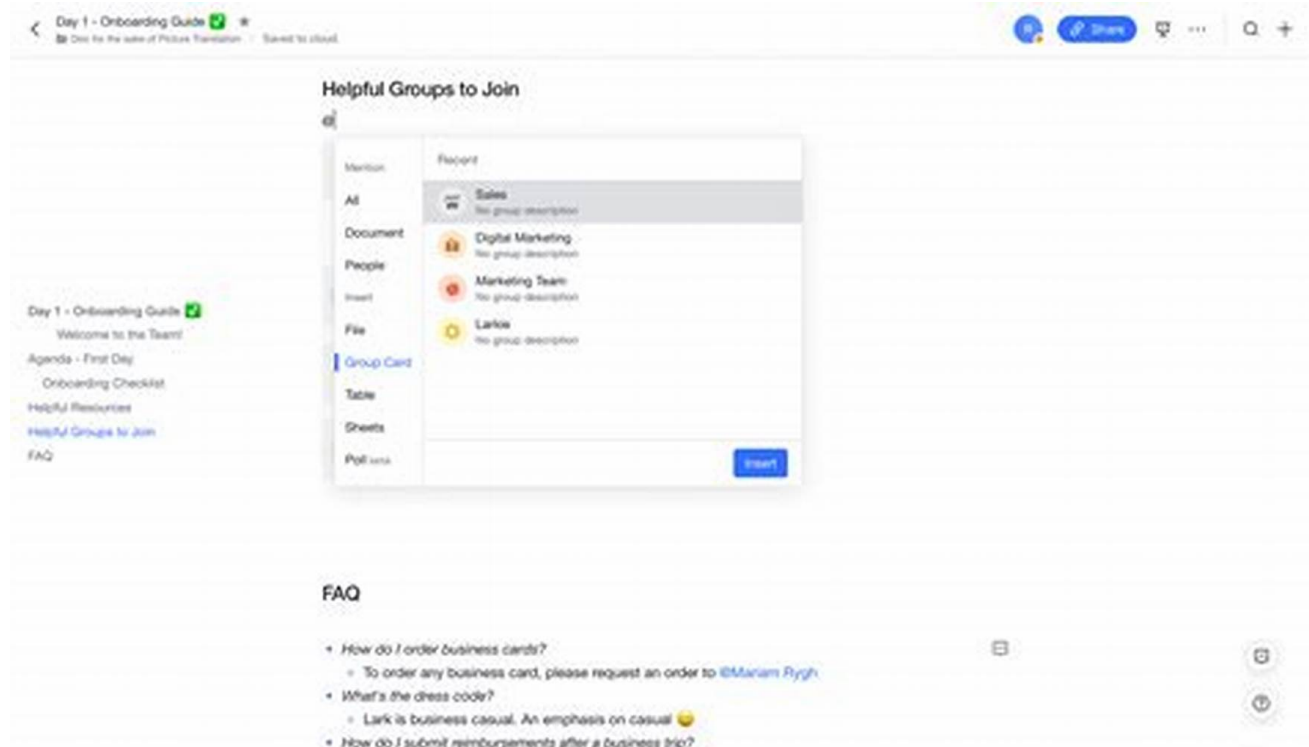 Day 1 - Onboarding Guide ✅ ★
Doc for the sake of Picture Translation Saved to cloud
R Share
Helpful Groups to Join
@
Mention
All
Document
People
Insert
File
Group Card
Table
Sheets
Poll BETA
Recent
Sales
No group description
Digital Marketing
No group description
Marketing Team
No group description
Larkie
No group description
Insert
Day 1 - Onboarding Guide ✅
Welcome to the Team!
Agenda - First Day
Onboarding Checklist
Helpful Resources
Helpful Groups to Join
FAQ
FAQ
• How do I order business cards?
◦ To order any business card, please request an order to @Mariam Rygh
• What's the dress code?
◦ Lark is business casual. An emphasis on casual 😄
• How do I submit reimbursements after a business trip?